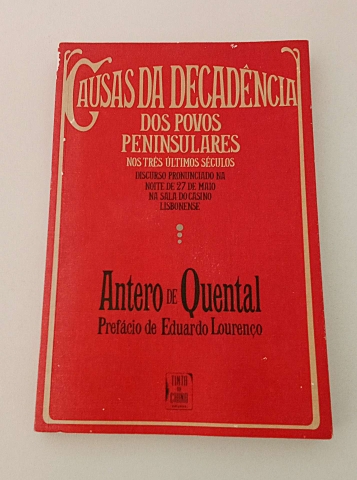 CAUSAS DA DECADÊNCIA
DOS POVOS
PENINSULARES
NOS TRÊS ÚLTIMOS SÉCULOS
DISCURSO PRONUNCIADO NA
NOITE DE 27 DE MAIO
NA SALA DO CASINO
LISBONENSE
Antero DE Quental
Prefácio de Eduardo Lourenço
TINTA
DA
CHINA